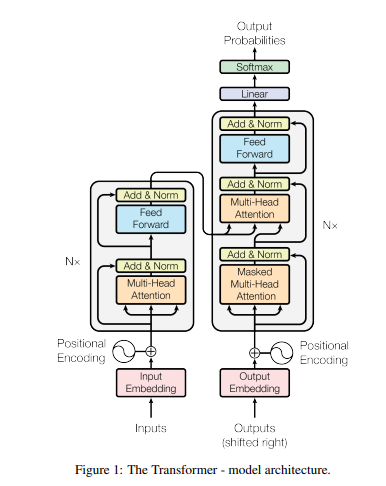 Output
Probabilities
Softmax
Linear
Add & Norm
Feed
Forward
Add & Norm
Multi-Head
Attention
Add & Norm
Masked
Multi-Head
Attention
N×
Add & Norm
Feed
Forward
Add & Norm
Multi-Head
Attention
N×
Positional
Encoding
Positional
Encoding
Input
Embedding
Output
Embedding
Inputs
Outputs
(shifted right)
Figure 1: The Transformer - model architecture.